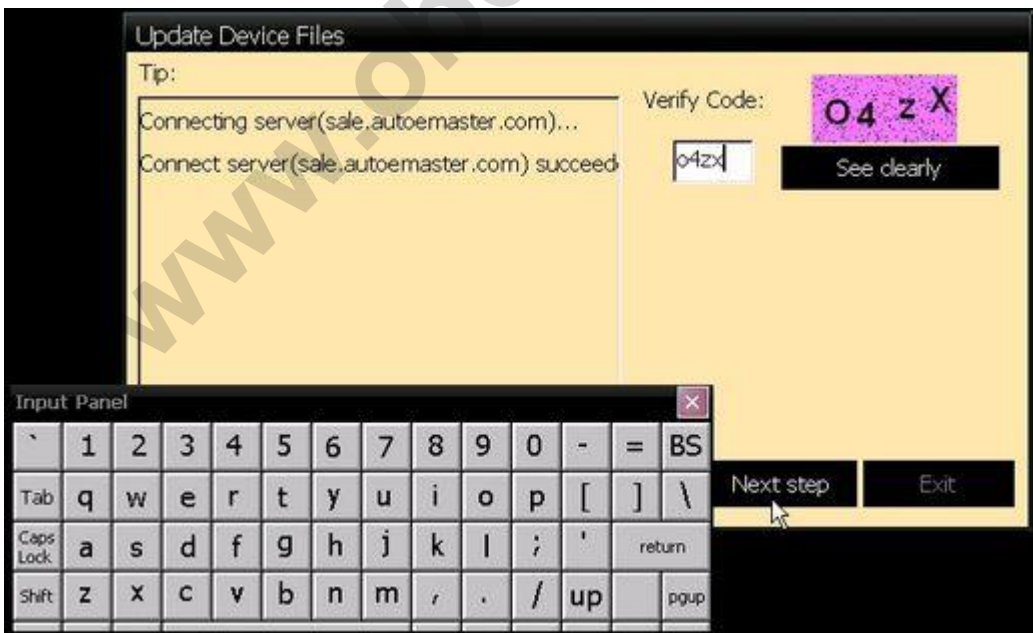 Update Device Files
Tip:
Connecting server(sale.autoemaster.com)...
Connect server(sale.autoemaster.com) succeed
Verify Code:
O4 z X
o4zx
See clearly
Input Panel
` 1 2 3 4 5 6 7 8 9 0 - = BS
Tab q w e r t y u i o p [ ] \
Caps Lock a s d f g h j k l ; ' return
Shift z x c v b n m , . / up pgup
Next step
Exit
www.ob